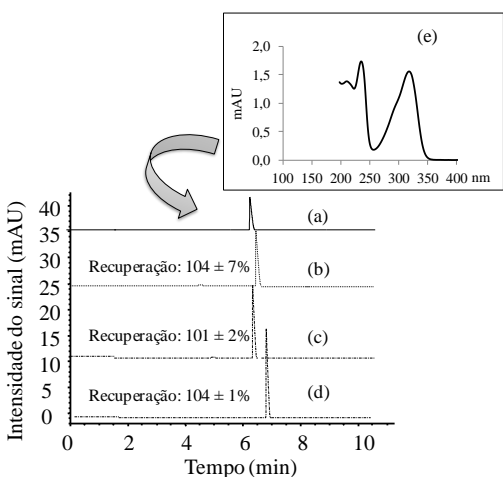 (e)
2,0
1,5
1,0
0,5
0,0
mAU
100 150 200 250 300 350 400 nm
40
35
30
25
20
15
10
5
0
Intensidade do sinal (mAU)
(a)
(b)
Recuperação: 104 ± 7%
(c)
Recuperação: 101 ± 2%
(d)
Recuperação: 104 ± 1%
0 2 4 6 8 10
Tempo (min)